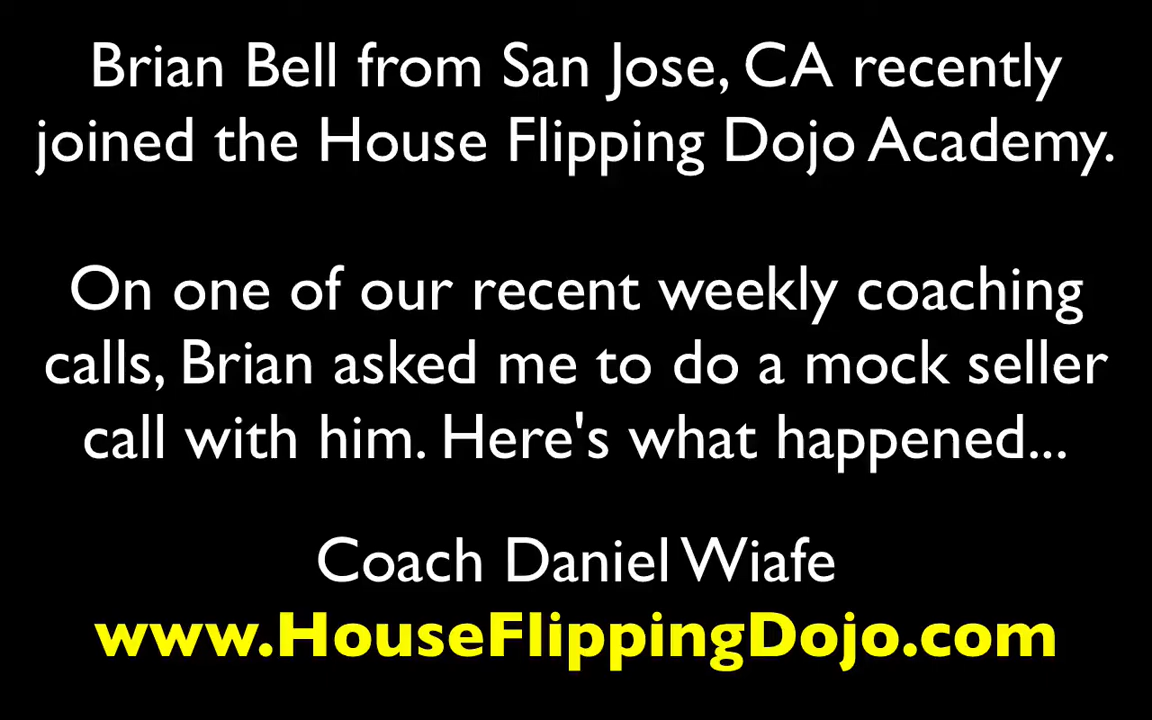 Brian Bell from San Jose, CA recently
joined the House Flipping Dojo Academy.
On one of our recent weekly coaching
calls, Brian asked me to do a mock seller
call with him. Here's what happened...
Coach Daniel Wiafe
www.HouseFlippingDojo.com